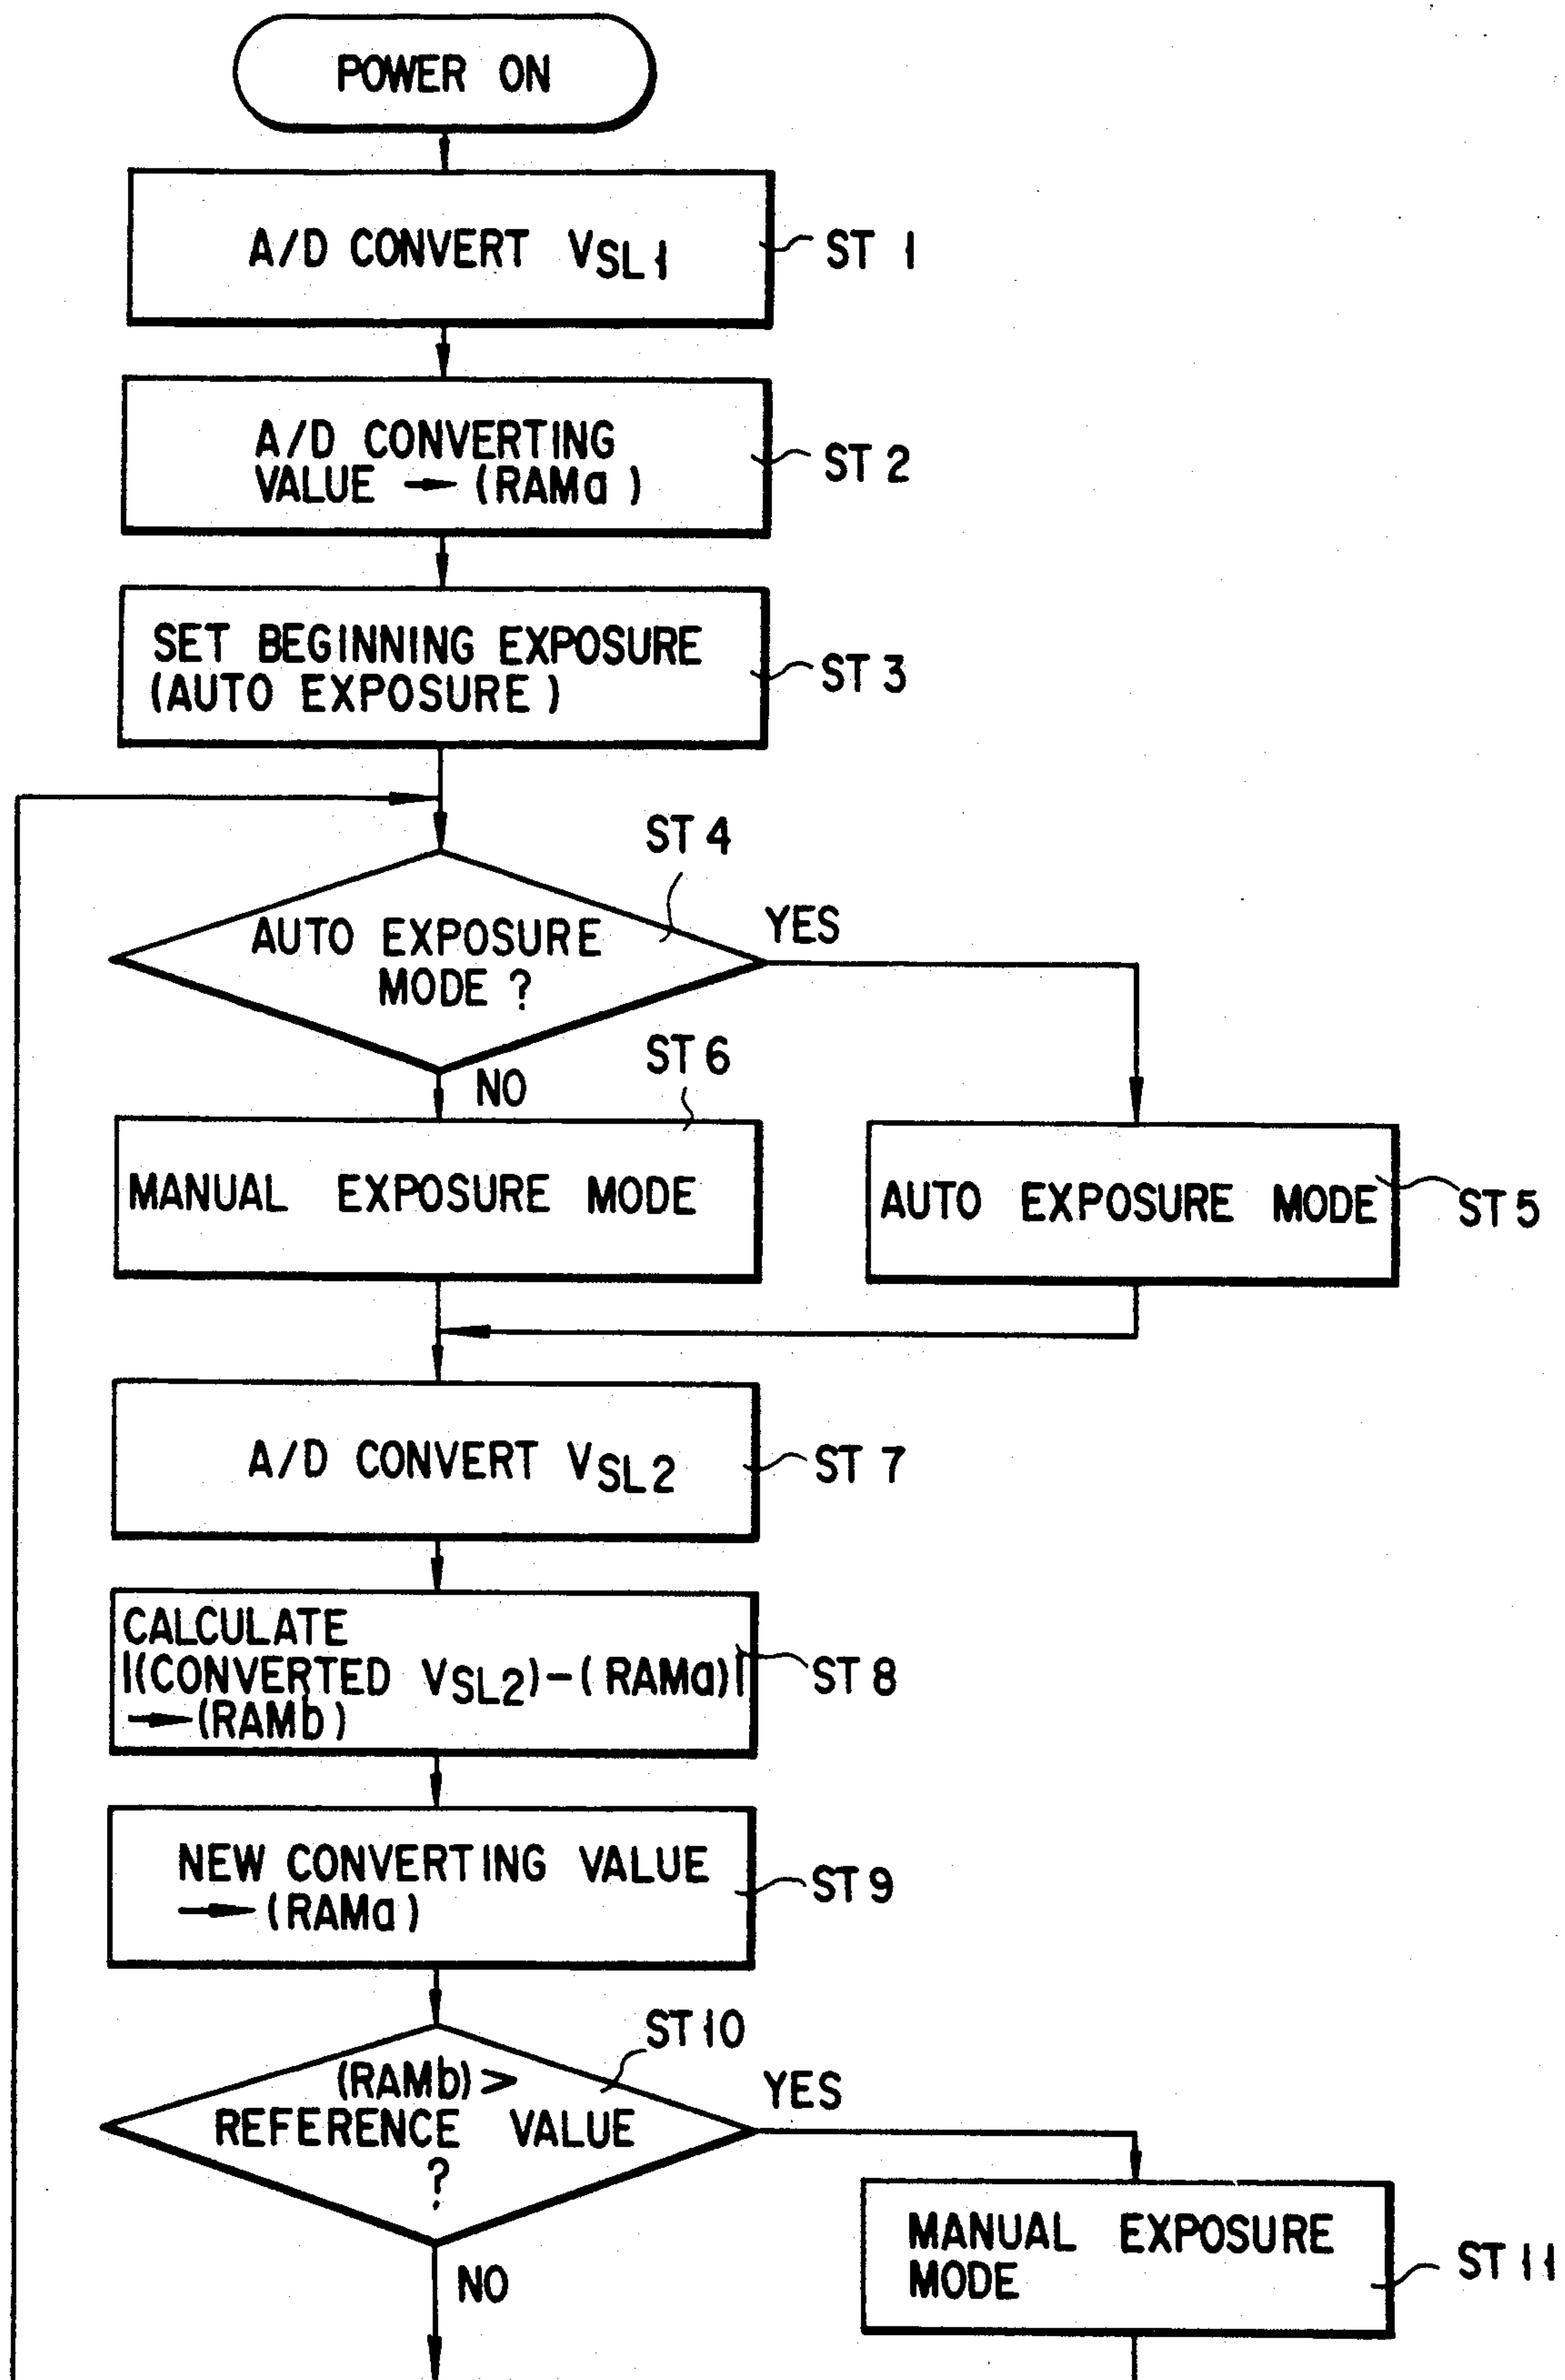 POWER ON
A/D CONVERT VSL1
ST 1
A/D CONVERTING
VALUE → (RAMa)
ST 2
SET BEGINNING EXPOSURE
(AUTO EXPOSURE)
ST 3
ST 4
AUTO EXPOSURE
MODE ?
YES
NO
ST 6
MANUAL EXPOSURE MODE
AUTO EXPOSURE MODE
ST 5
A/D CONVERT VSL2
ST 7
CALCULATE
|(CONVERTED VSL2)-(RAMa)|
→(RAMb)
ST 8
NEW CONVERTING VALUE
→(RAMa)
ST 9
ST 10
(RAMb)>
REFERENCE VALUE
?
YES
NO
MANUAL EXPOSURE
MODE
ST 11